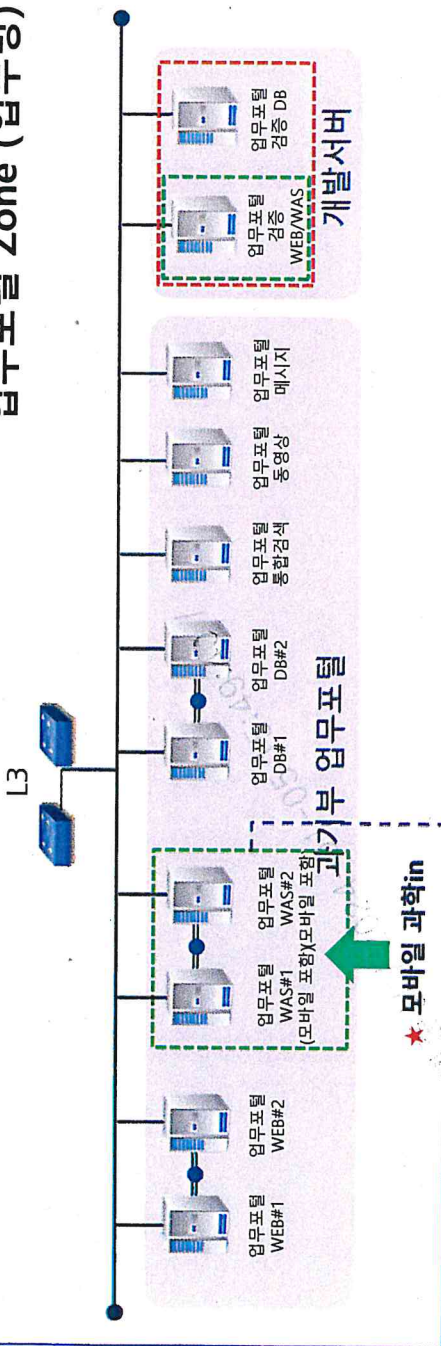 업무포털 Zone (업무망)
L3
업무포털
WEB#1
업무포털
WEB#2
업무포털
WAS#1
(모바일 포함)
업무포털
WAS#2
(모바일 포함)
업무포털
DB#1
업무포털
DB#2
업무포털
통합검색
업무포털
동영상
업무포털
메시지
업무포털
검증
WEB/WAS
업무포털
검증 DB
과기부 업무포털
개발서버
★ 모바일 과학in